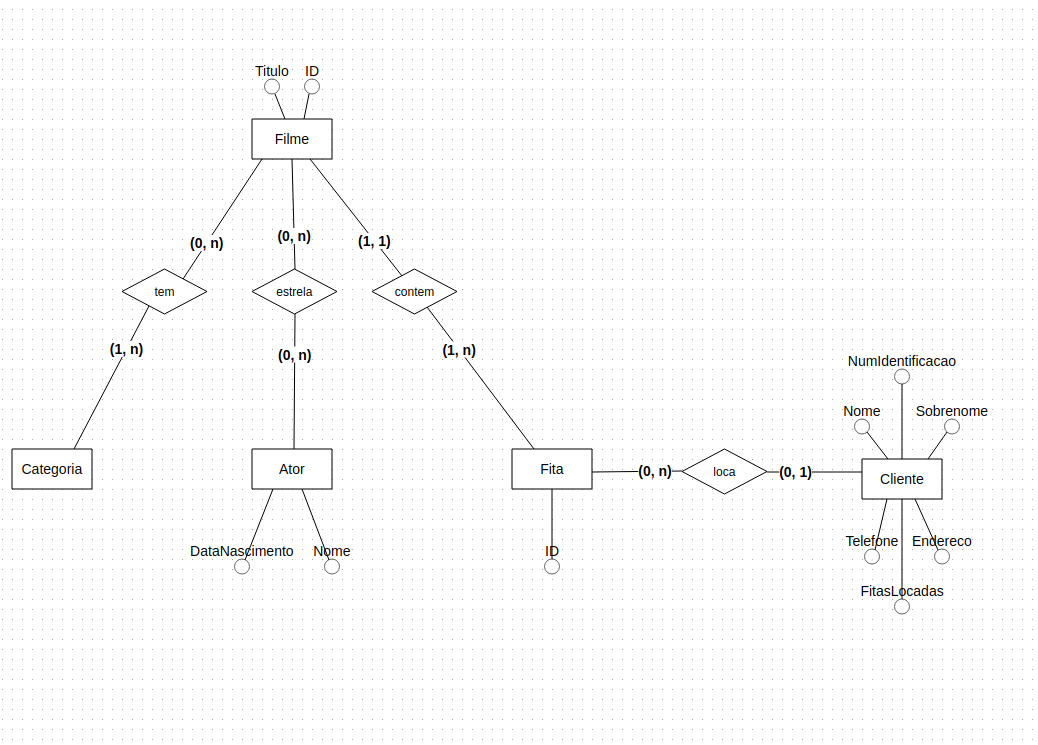 Titulo ID
Filme
(0, n) (0, n) (1, 1)
tem estrela contem
(1, n) (0, n) (1, n)
NumIdentificacao
Nome Sobrenome
Categoria Ator Fita (0, n) loca (0, 1) Cliente
Telefone Endereco
DataNascimento Nome ID
FitasLocadas